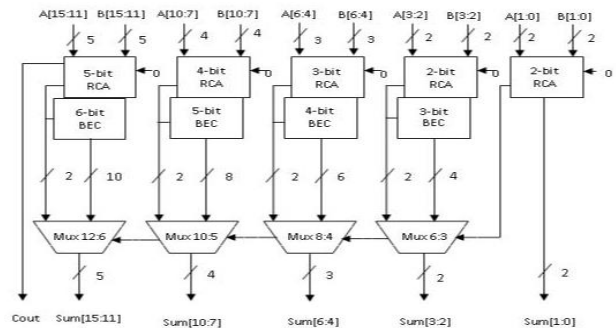 A[15:11] B[15:11] A[10:7] B[10:7] A[6:4] B[6:4] A[3:2] B[3:2] A[1:0] B[1:0]
5 5 4 4 3 3 2 2 2 2
5-bit RCA 0 4-bit RCA 0 3-bit RCA 0 2-bit RCA 0 2-bit RCA 0
6-bit BEC 5-bit BEC 4-bit BEC 3-bit BEC
2 10 2 8 2 6 2 4
Mux 12:6 Mux 10:5 Mux 8:4 Mux 6:3
5 4 3 2 2
Cout Sum[15:11] Sum[10:7] Sum[6:4] Sum[3:2] Sum[1:0]